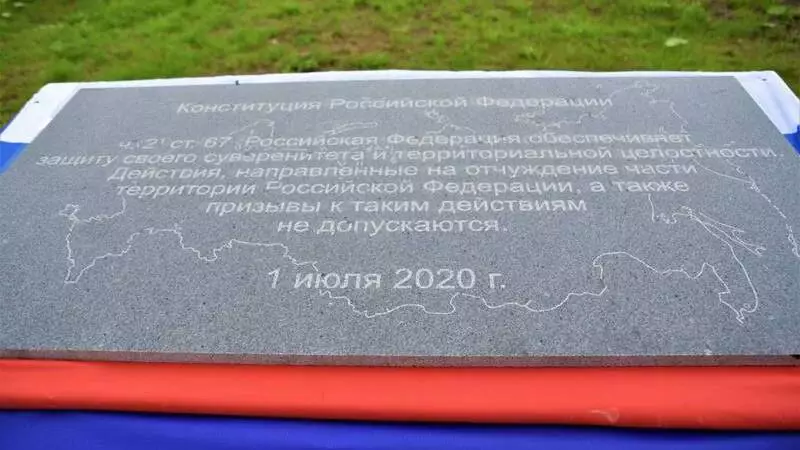 Конституция Российской Федерации
ч. 2¹ ст. 67. Российская Федерация обеспечивает
защиту своего суверенитета и территориальной целостности.
Действия, направленные на отчуждение части
территории Российской Федерации, а также
призывы к таким действиям
не допускаются.
1 июля 2020 г.